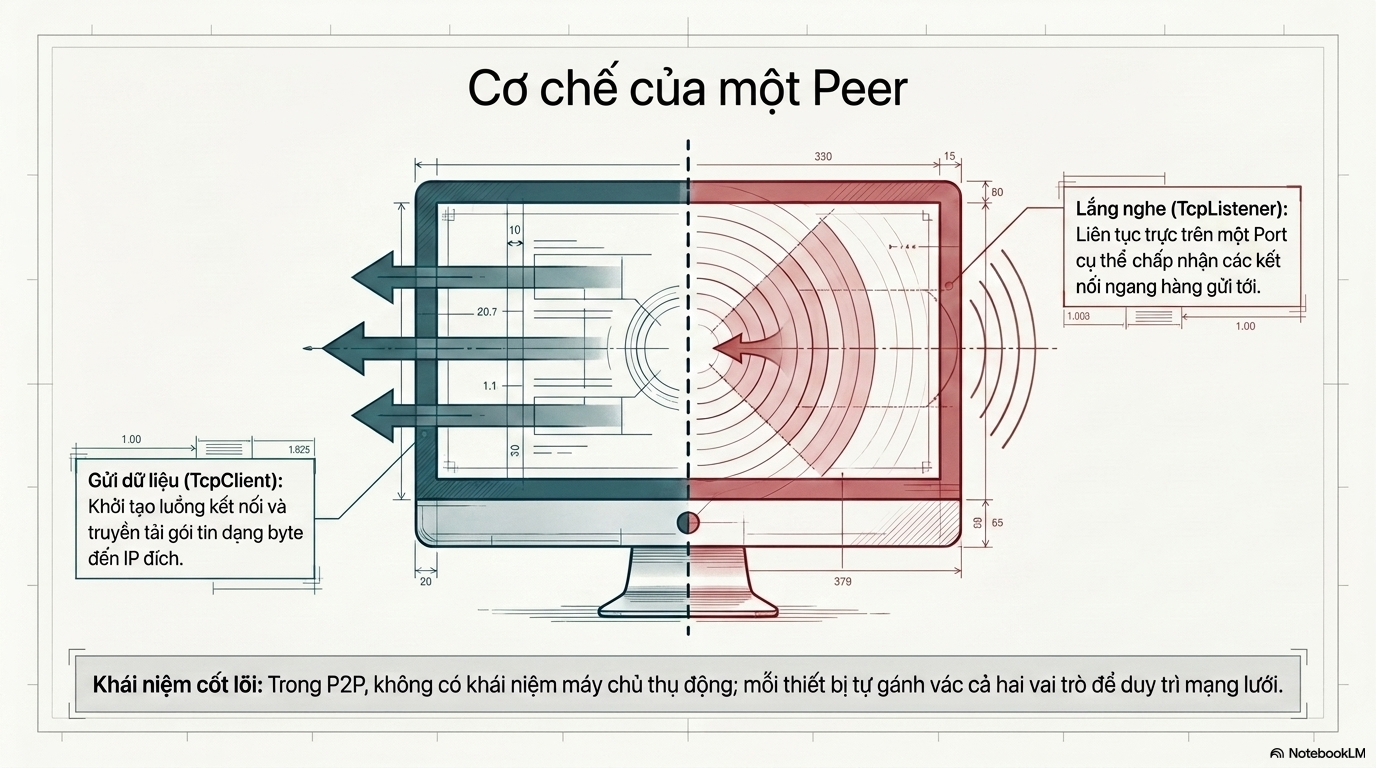 Cơ chế của một Peer
330
15
60
Lắng nghe (TcpListener):
Liên tục trực trên một Port
cụ thể chấp nhận các kết
nối ngang hàng gửi tới.
1.003
1.00
10
20.7
1.1
30
1.00
1.825
Gửi dữ liệu (TcpClient):
Khởi tạo luồng kết nối và
truyền tải gói tin dạng byte
đến IP đích.
65
20
379
Khái niệm cốt lõi: Trong P2P, không có khái niệm máy chủ thụ động; mỗi thiết bị tự gánh vác cả hai vai trò để duy trì mạng lưới.
NotebookLM